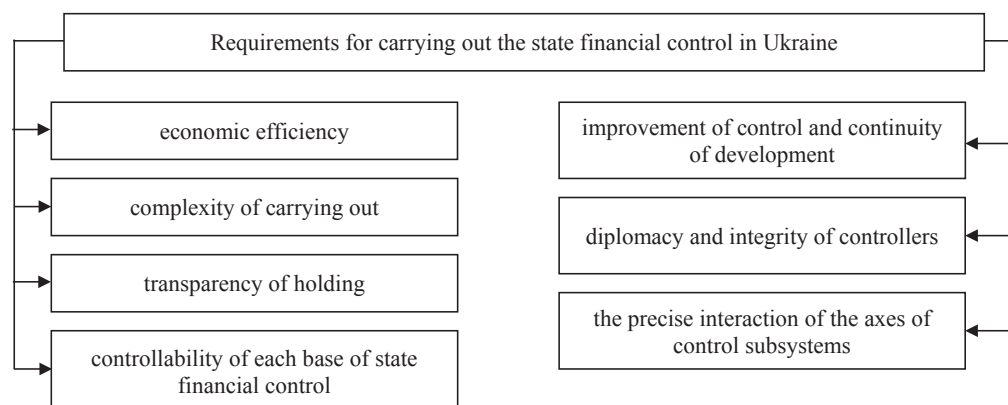 Requirements for carrying out the state financial control in Ukraine
economic efficiency
complexity of carrying out
transparency of holding
controllability of each base of state
financial control
improvement of control and continuity
of development
diplomacy and integrity of controllers
the precise interaction of the axes of
control subsystems